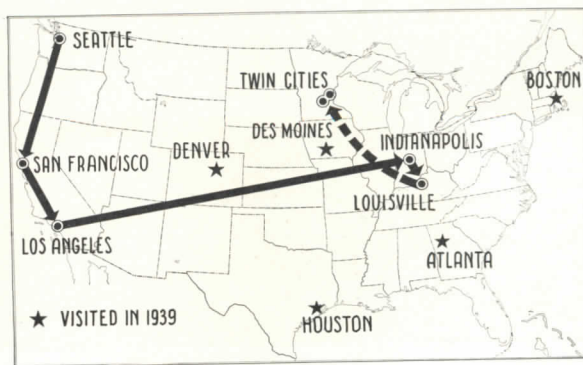 SEATTLE
TWIN CITIES
BOSTON
DES MOINES
INDIANAPOLIS
DENVER
SAN FRANCISCO
LOUISVILLE
LOS ANGELES
ATLANTA
VISITED IN 1939
HOUSTON